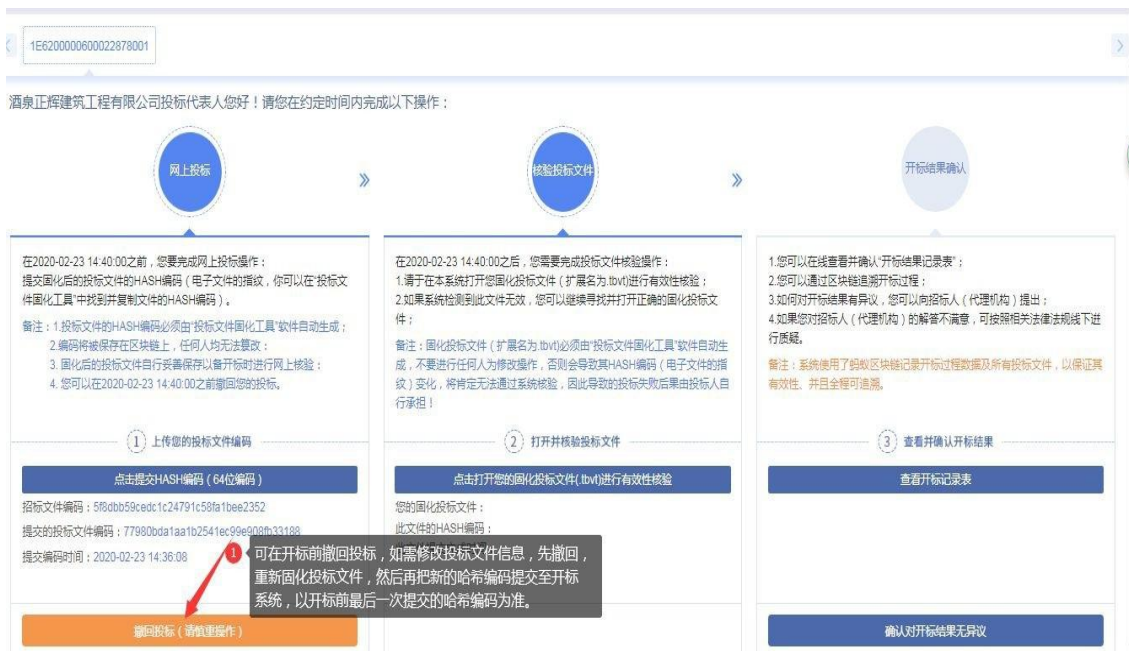 1E6200000600022878001
酒泉正辉建筑工程有限公司投标代表人您好！请您在约定时间内完成以下操作：
网上投标
在2020-02-23 14:40:00之前，您要完成网上投标操作：
提交固化后的投标文件的HASH编码（电子文件的指纹，你可以在"投标文
件固化工具"中找到并复制文件的HASH编码）。
备注：1.投标文件的HASH编码必须由"投标文件固化工具"软件自动生成；
2.编码将被保存在区块链上，任何人均无法篡改：
3. 固化后的投标文件自行妥善保存以备开标时进行网上核验：
4. 您可以在2020-02-23 14:40:00之前撤回您的投标。
1 上传您的投标文件编码
点击提交HASH编码（64位编码）
招标文件编码：5f8dbb59cedc1c24791c58fa1bee2352
提交的投标文件编码：77980bda1aa1b2541ec99e908fb33188
提交编码时间：2020-02-23 14:36:08
撤回投标（请慎重操作）
核验投标文件
在2020-02-23 14:40:00之后，您需要完成投标文件核验操作：
1.请于在本系统打开您固化投标文件（扩展名为.tbvt)进行有效性核验；
2.如果系统检测到此文件无效，您可以继续寻找并打开正确的固化投标文
件；
备注：固化投标文件（扩展名为.tbvt)必须由"投标文件固化工具"软件自动生
成，不要进行任何人为修改操作，否则会导致其HASH编码（电子文件的指
纹）变化，将肯定无法通过系统核验，因此导致的投标失败后果由投标人自
行承担！
2 打开并核验投标文件
点击打开您的固化投标文件(.tbvt)进行有效性核验
您的固化投标文件：
此文件的HASH编码：
1 可在开标前撤回投标，如需修改投标文件信息，先撤回，
重新固化投标文件，然后再把新的哈希编码提交至开标
系统，以开标前最后一次提交的哈希编码为准。
开标结果确认
1.您可以在线查看并确认"开标结果记录表"；
2.您可以通过区块链追溯开标过程；
3.如何对开标结果有异议，您可以向招标人（代理机构）提出；
4.如果您对招标人（代理机构）的解答不满意，可按照相关法律法规线下进
行质疑。
备注：系统使用了蚂蚁区块链记录开标过程数据及所有投标文件，以保证其
有效性、并且全程可追溯。
3 查看并确认开标结果
查看开标记录表
确认对开标结果无异议